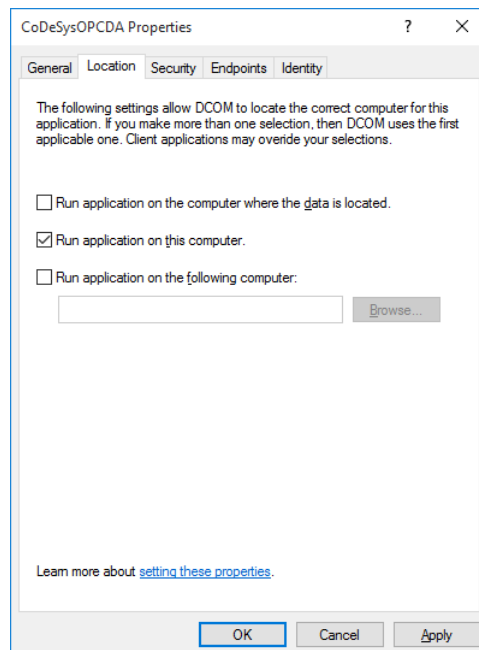 CoDeSysOPCDA Properties
General Location Security Endpoints Identity
The following settings allow DCOM to locate the correct computer for this
application. If you make more than one selection, then DCOM uses the first
applicable one. Client applications may overide your selections.
Run application on the computer where the data is located.
Run application on this computer.
Run application on the following computer:
Browse...
Learn more about setting these properties.
OK Cancel Apply